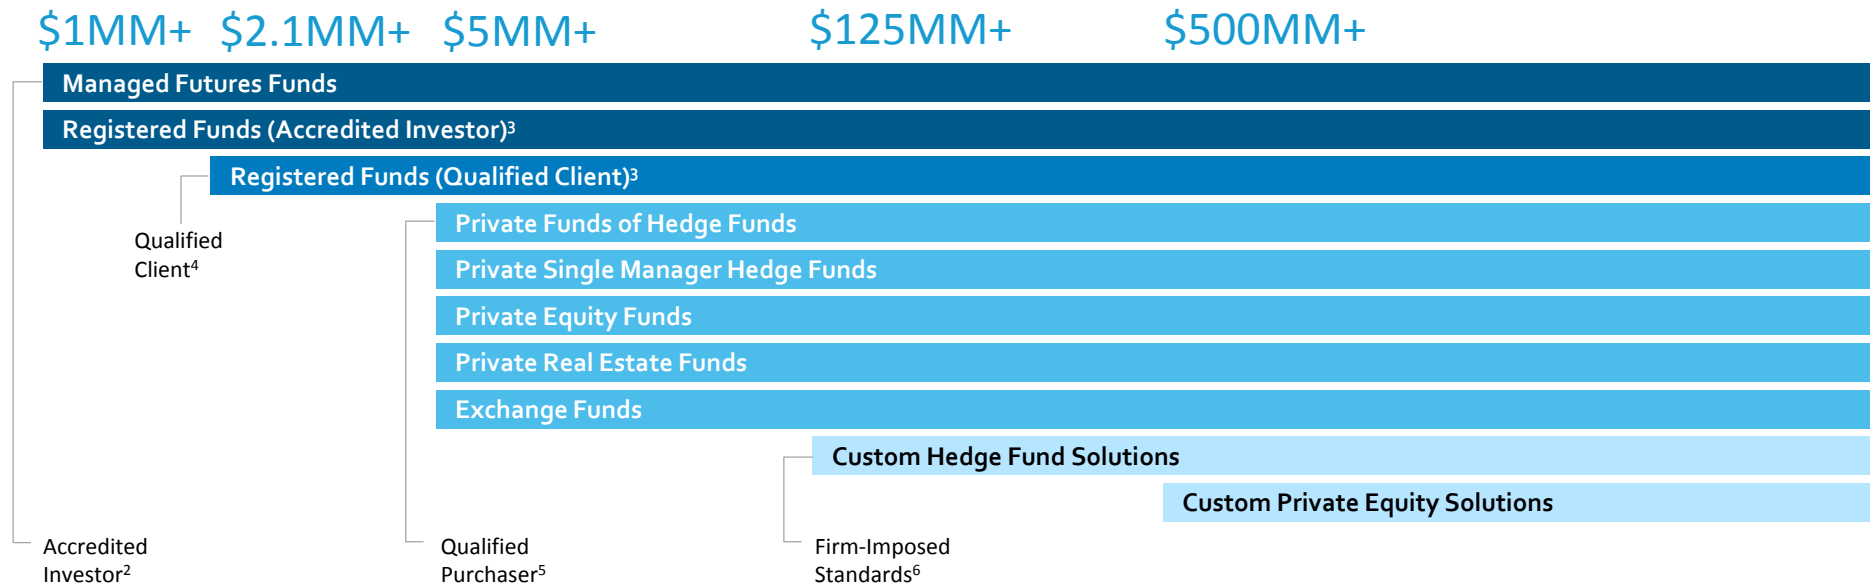 $1MM+ $2.1MM+ $5MM+ $125MM+ $500MM+
Managed Futures Funds
Registered Funds (Accredited Investor)3
Registered Funds (Qualified Client)3
Private Funds of Hedge Funds
Qualified
Client4
Private Single Manager Hedge Funds
Private Equity Funds
Private Real Estate Funds
Exchange Funds
Custom Hedge Fund Solutions
Custom Private Equity Solutions
Accredited
Investor2
Qualified
Purchaser5
Firm-Imposed
Standards6